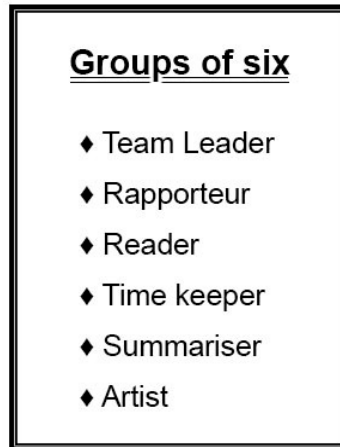 Groups of six
♦ Team Leader
♦ Rapporteur
♦ Reader
♦ Time keeper
♦ Summariser
♦ Artist